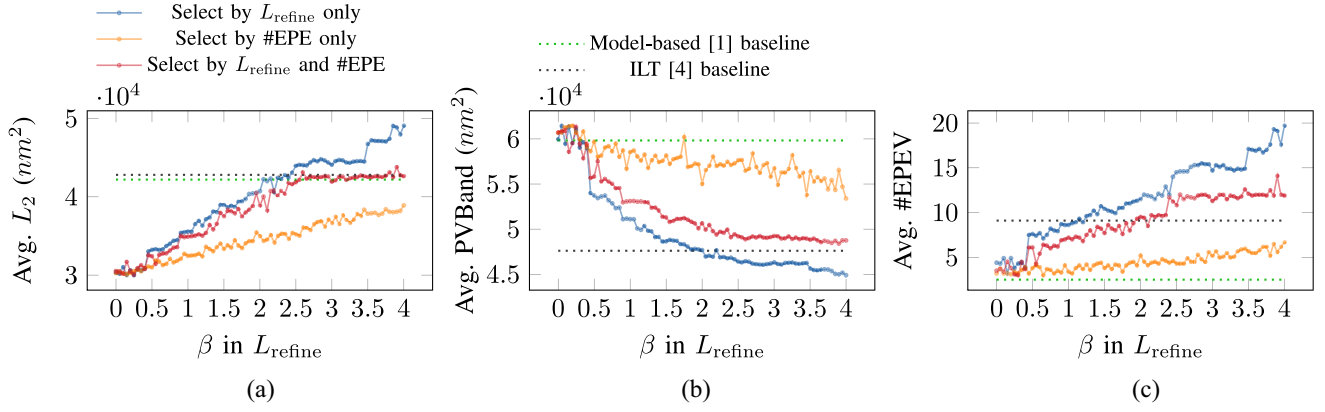 Select by L_refine only
Select by #EPE only
Select by L_refine and #EPE
Model-based [1] baseline
ILT [4] baseline
·10^4
5
4
3
Avg. L_2 (nm^2)
0 0.5 1 1.5 2 2.5 3 3.5 4
β in L_refine
(a)
·10^4
6
5.5
5
4.5
Avg. PVBand (nm^2)
0 0.5 1 1.5 2 2.5 3 3.5 4
β in L_refine
(b)
20
15
10
5
Avg. #EPEV
0 0.5 1 1.5 2 2.5 3 3.5 4
β in L_refine
(c)